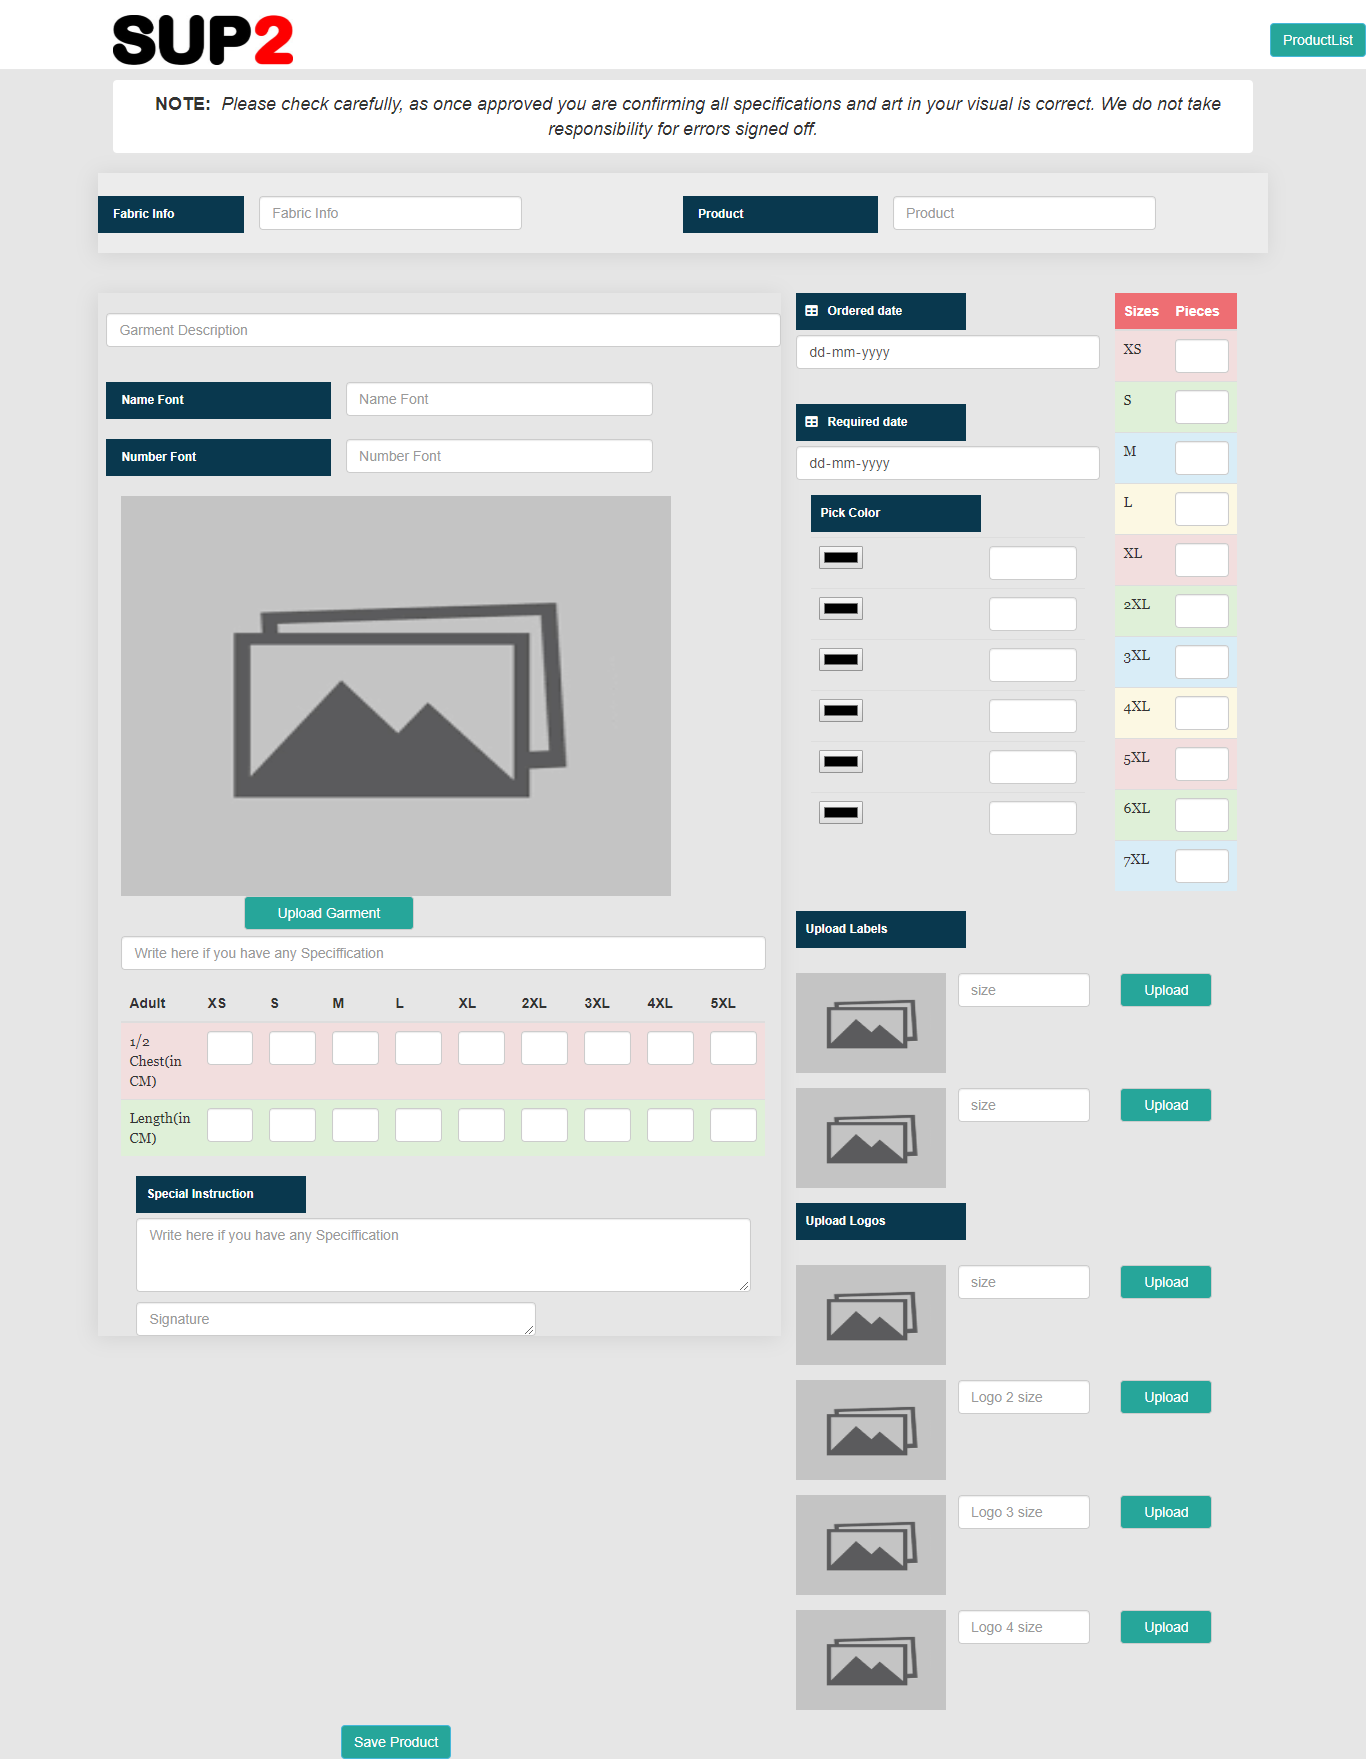 SUP2
ProductList
NOTE: Please check carefully, as once approved you are confirming all specifications and art in your visual is correct. We do not take
responsibility for errors signed off.
Fabric Info
Fabric Info
Product
Product
Garment Description
Name Font
Name Font
Number Font
Number Font
Upload Garment
Write here if you have any Speciffication
Adult XS S M L XL 2XL 3XL 4XL 5XL
1/2
Chest(in
CM)
Length(in
CM)
Special Instruction
Write here if you have any Speciffication
Signature
Ordered date
dd-mm-yyyy
Required date
dd-mm-yyyy
Pick Color
Sizes Pieces
XS
S
M
L
XL
2XL
3XL
4XL
5XL
6XL
7XL
Upload Labels
size
Upload
size
Upload
Upload Logos
size
Upload
Logo 2 size
Upload
Logo 3 size
Upload
Logo 4 size
Upload
Save Product